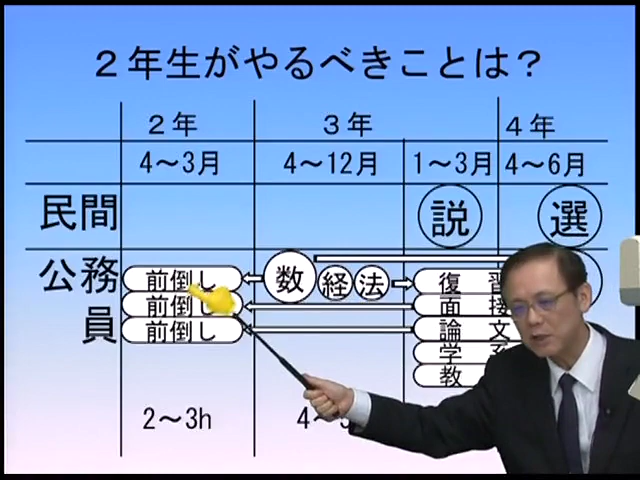 ２年生がやるべきことは？
２年 ３年 ４年
4～3月 4～12月 1～3月 4～6月
民間 説 選
公務員
前倒し 数 経 法 復習
前倒し 面接
前倒し 論文
学
教
2～3h 4～